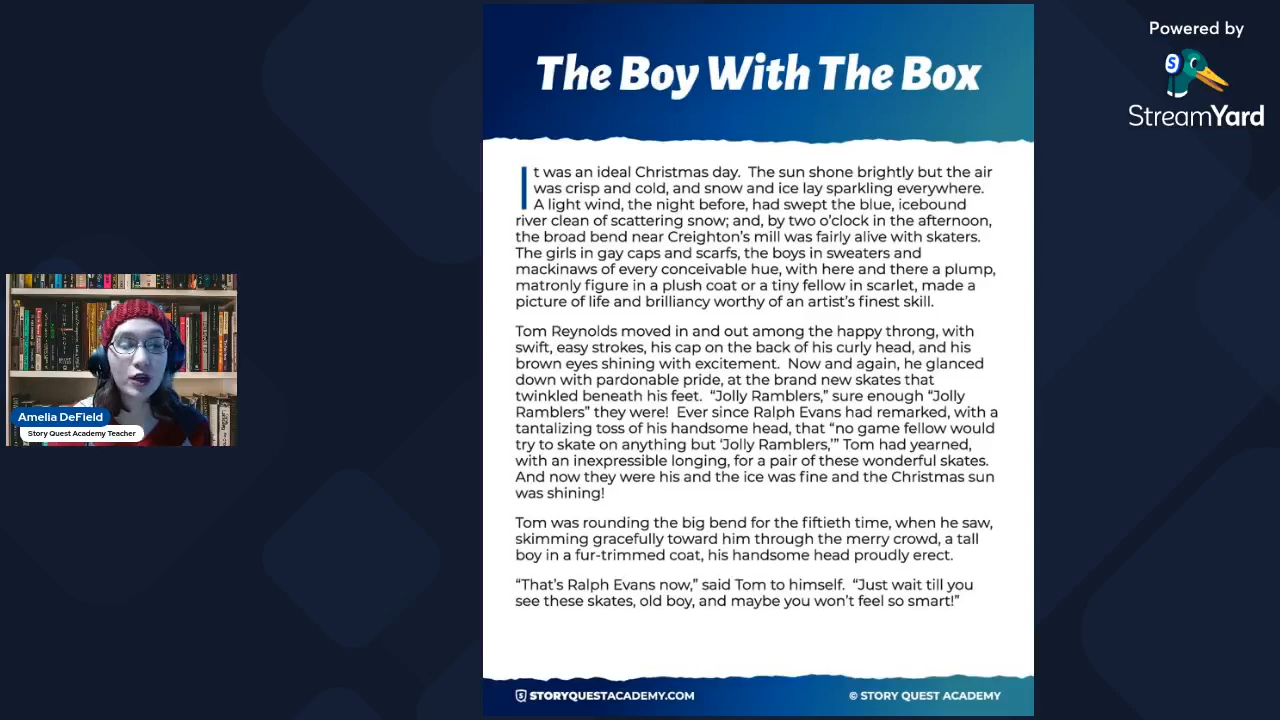 Powered by
StreamYard
The Boy With The Box
It was an ideal Christmas day.  The sun shone brightly but the air
was crisp and cold, and snow and ice lay sparkling everywhere.
A light wind, the night before, had swept the blue, icebound
river clean of scattering snow; and, by two o’clock in the afternoon,
the broad bend near Creighton’s mill was fairly alive with skaters.
The girls in gay caps and scarfs, the boys in sweaters and
mackinaws of every conceivable hue, with here and there a plump,
matronly figure in a plush coat or a tiny fellow in scarlet, made a
picture of life and brilliancy worthy of an artist’s finest skill.
Tom Reynolds moved in and out among the happy throng, with
swift, easy strokes, his cap on the back of his curly head, and his
brown eyes shining with excitement.  Now and again, he glanced
down with pardonable pride, at the brand new skates that
twinkled beneath his feet.  “Jolly Ramblers,” sure enough “Jolly
Ramblers” they were!  Ever since Ralph Evans had remarked, with a
tantalizing toss of his handsome head, that “no game fellow would
try to skate on anything but ‘Jolly Ramblers,’” Tom had yearned,
with an inexpressible longing, for a pair of these wonderful skates.
And now they were his and the ice was fine and the Christmas sun
was shining!
Tom was rounding the big bend for the fiftieth time, when he saw,
skimming gracefully toward him through the merry crowd, a tall
boy in a fur-trimmed coat, his handsome head proudly erect.
“That’s Ralph Evans now,” said Tom to himself.  “Just wait till you
see these skates, old boy, and maybe you won’t feel so smart!”
STORYQUESTACADEMY.COM
© STORY QUEST ACADEMY
Amelia DeField
Story Quest Academy Teacher